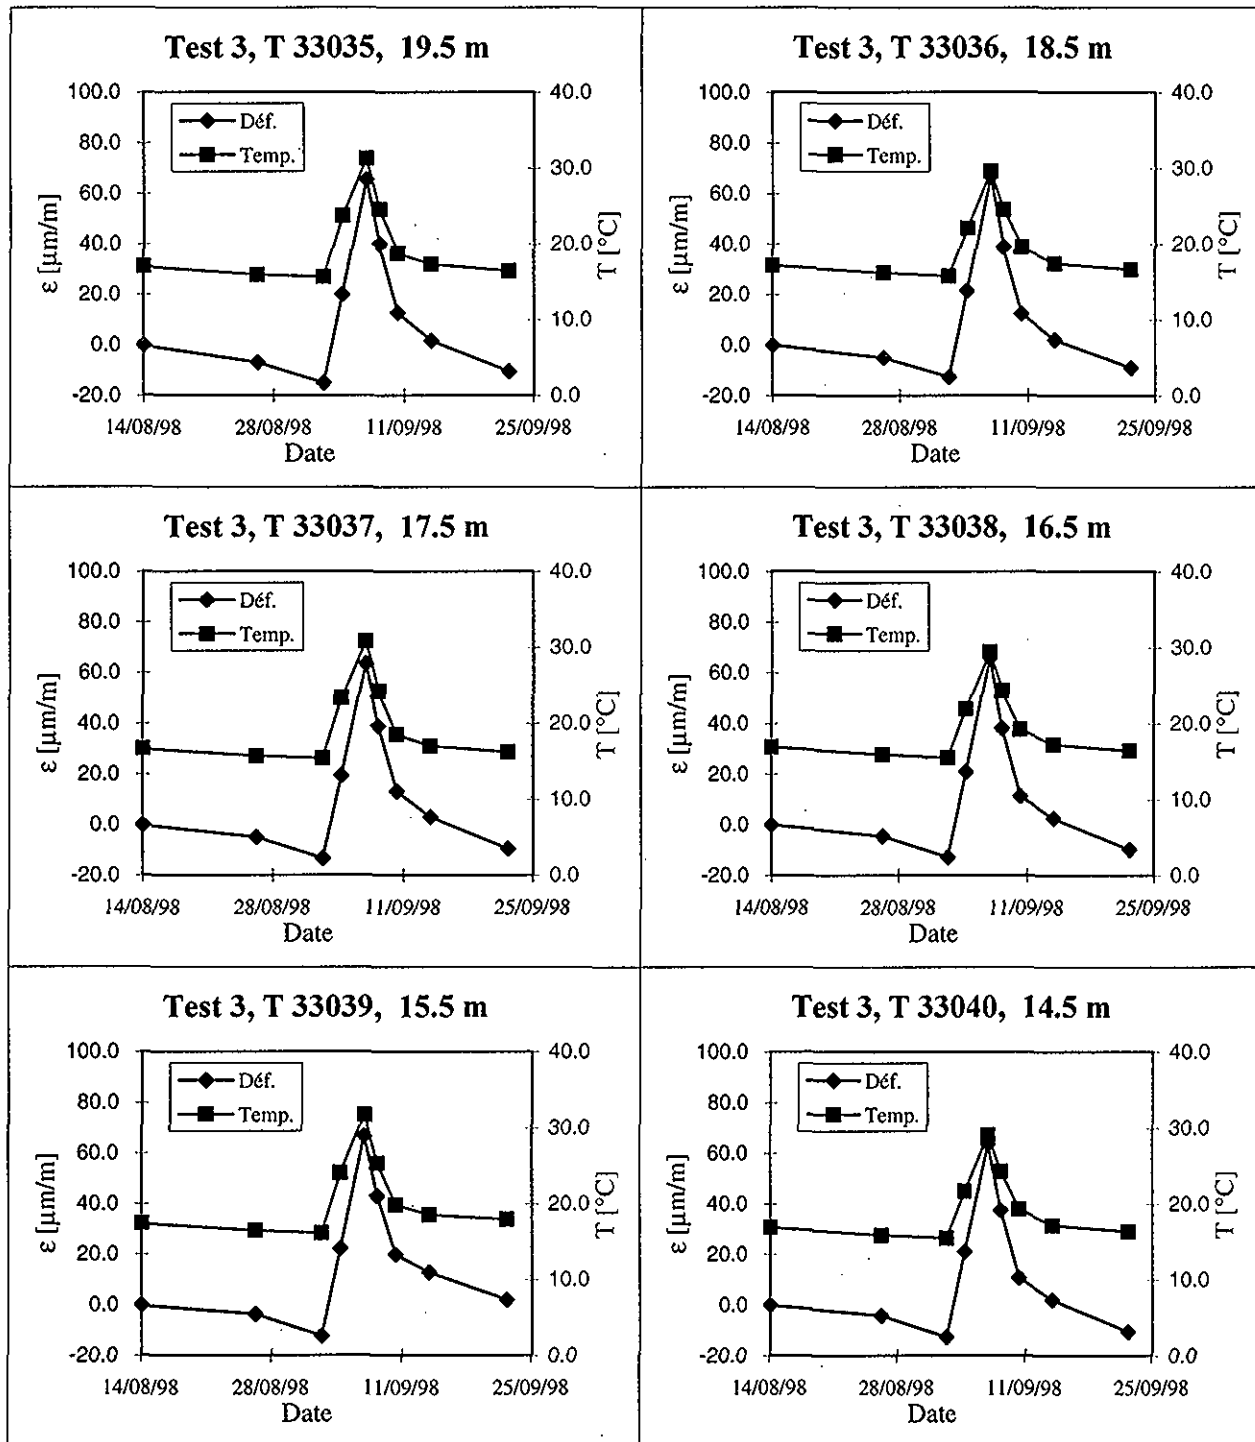 Test 3, T 33035, 19.5 m
100.0
80.0
60.0
40.0
20.0
0.0
-20.0
ε [µm/m]
Déf.
Temp.
40.0
30.0
20.0
10.0
0.0
T [°C]
14/08/98 28/08/98 11/09/98 25/09/98
Date
Test 3, T 33036, 18.5 m
100.0
80.0
60.0
40.0
20.0
0.0
-20.0
ε [µm/m]
Déf.
Temp.
40.0
30.0
20.0
10.0
0.0
T [°C]
14/08/98 28/08/98 11/09/98 25/09/98
Date
Test 3, T 33037, 17.5 m
100.0
80.0
60.0
40.0
20.0
0.0
-20.0
ε [µm/m]
Déf.
Temp.
40.0
30.0
20.0
10.0
0.0
T [°C]
14/08/98 28/08/98 11/09/98 25/09/98
Date
Test 3, T 33038, 16.5 m
100.0
80.0
60.0
40.0
20.0
0.0
-20.0
ε [µm/m]
Déf.
Temp.
40.0
30.0
20.0
10.0
0.0
T [°C]
14/08/98 28/08/98 11/09/98 25/09/98
Date
Test 3, T 33039, 15.5 m
100.0
80.0
60.0
40.0
20.0
0.0
-20.0
ε [µm/m]
Déf.
Temp.
40.0
30.0
20.0
10.0
0.0
T [°C]
14/08/98 28/08/98 11/09/98 25/09/98
Date
Test 3, T 33040, 14.5 m
100.0
80.0
60.0
40.0
20.0
0.0
-20.0
ε [µm/m]
Déf.
Temp.
40.0
30.0
20.0
10.0
0.0
T [°C]
14/08/98 28/08/98 11/09/98 25/09/98
Date